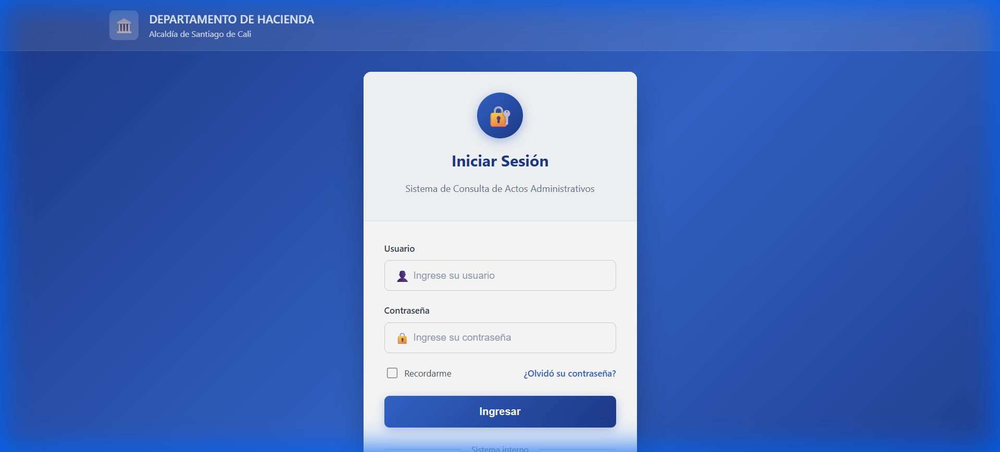 DEPARTAMENTO DE HACIENDA
Alcaldía de Santiago de Cali
Iniciar Sesión
Sistema de Consulta de Actos Administrativos
Usuario
Ingrese su usuario
Contraseña
Ingrese su contraseña
Recordarme
¿Olvidó su contraseña?
Ingresar
Sistema interno